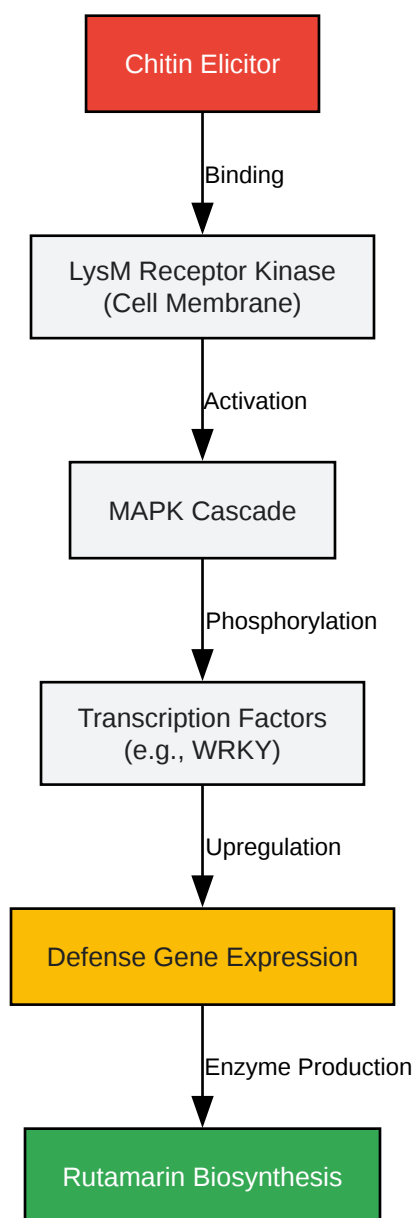 Chitin Elicitor
Binding
LysM Receptor Kinase
(Cell Membrane)
Activation
MAPK Cascade
Phosphorylation
Transcription Factors
(e.g., WRKY)
Upregulation
Defense Gene Expression
Enzyme Production
Rutamarin Biosynthesis